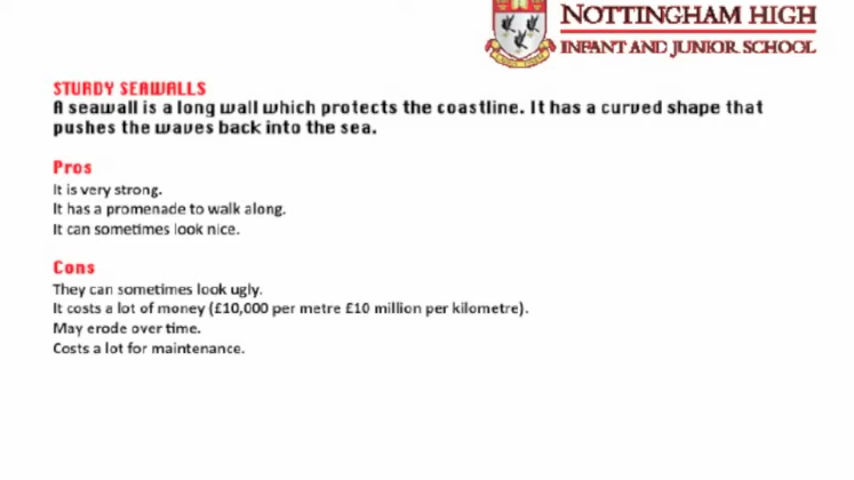 NOTTINGHAM HIGH
INFANT AND JUNIOR SCHOOL
STURDY SEAWALLS
A seawall is a long wall which protects the coastline. It has a curved shape that
pushes the waves back into the sea.
Pros
It is very strong.
It has a promenade to walk along.
It can sometimes look nice.
Cons
They can sometimes look ugly.
It costs a lot of money (£10,000 per metre £10 million per kilometre).
May erode over time.
Costs a lot for maintenance.